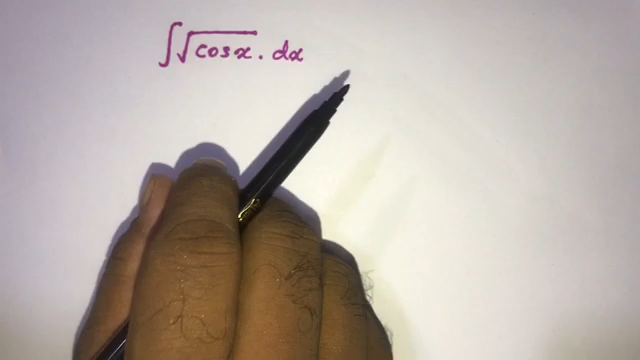 ∫√cosx . dx